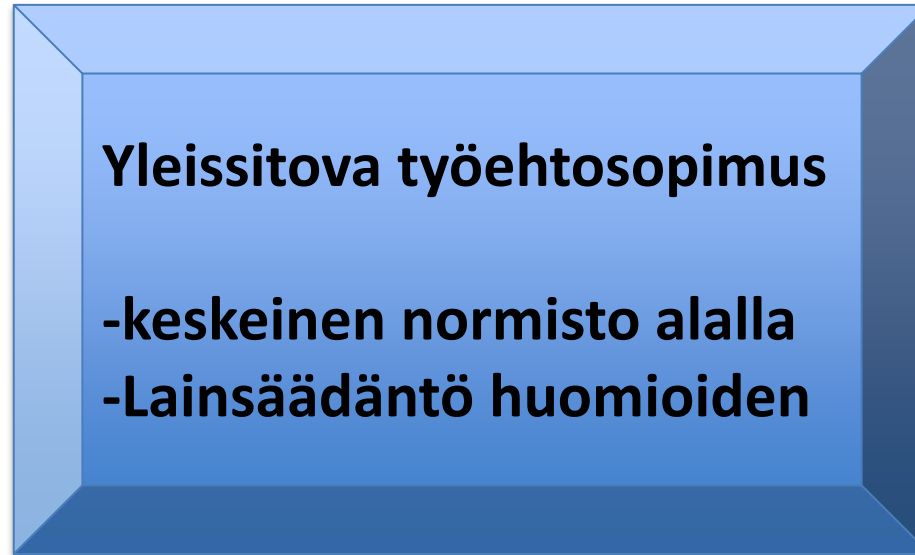 Yleissitova työehtosopimus
-keskeinen normisto alalla
-Lainsäädäntö huomioiden